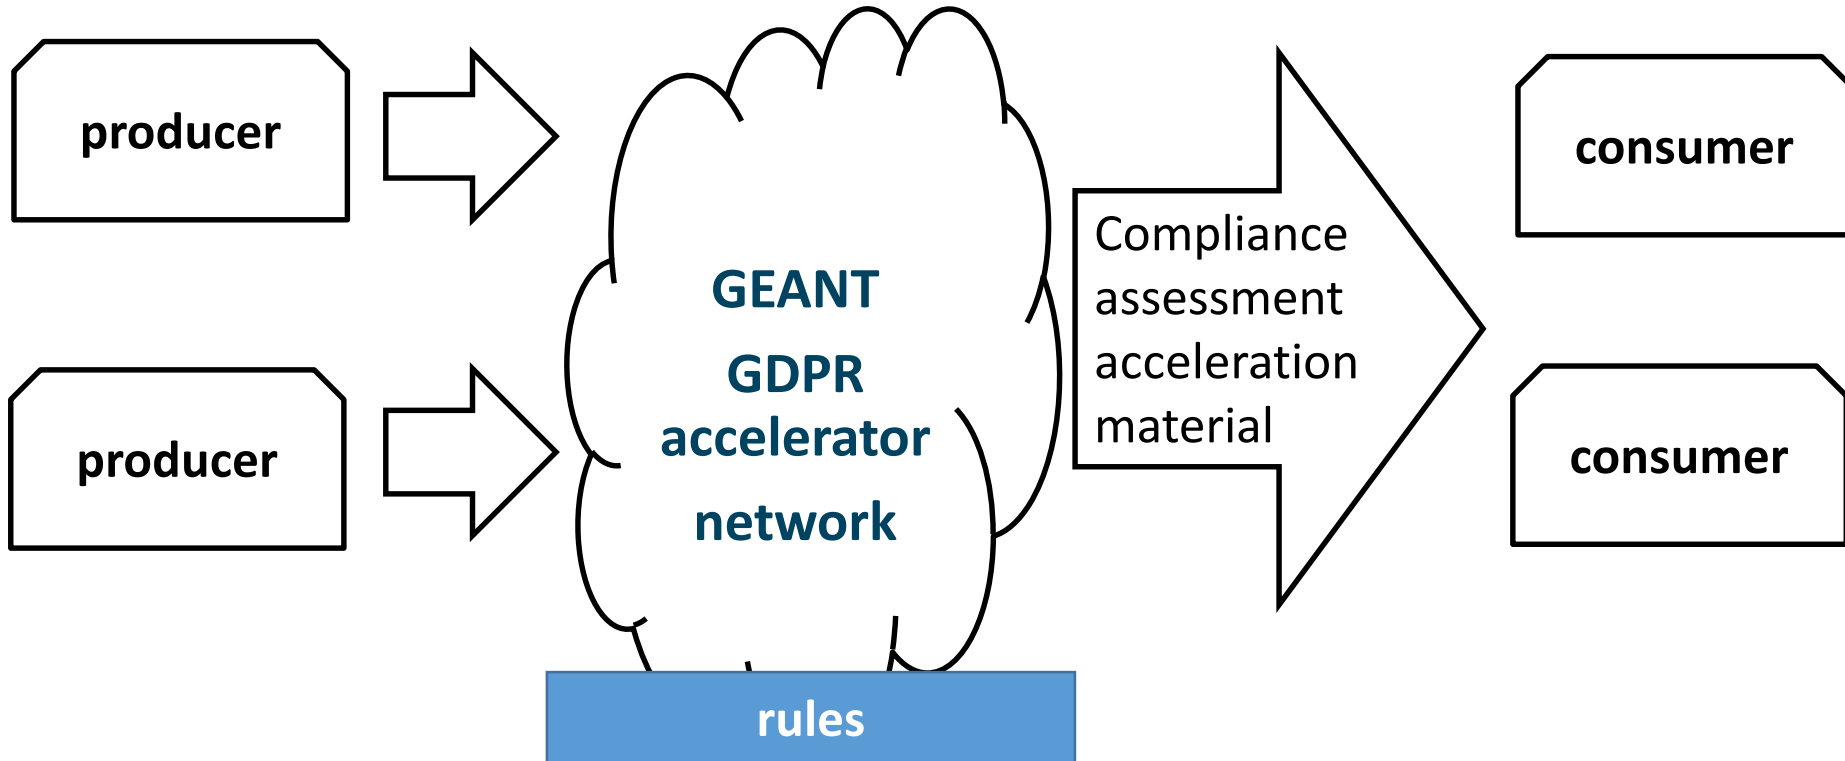 producer
producer
GEANT
GDPR
accelerator
network
rules
Compliance
assessment
acceleration
material
consumer
consumer